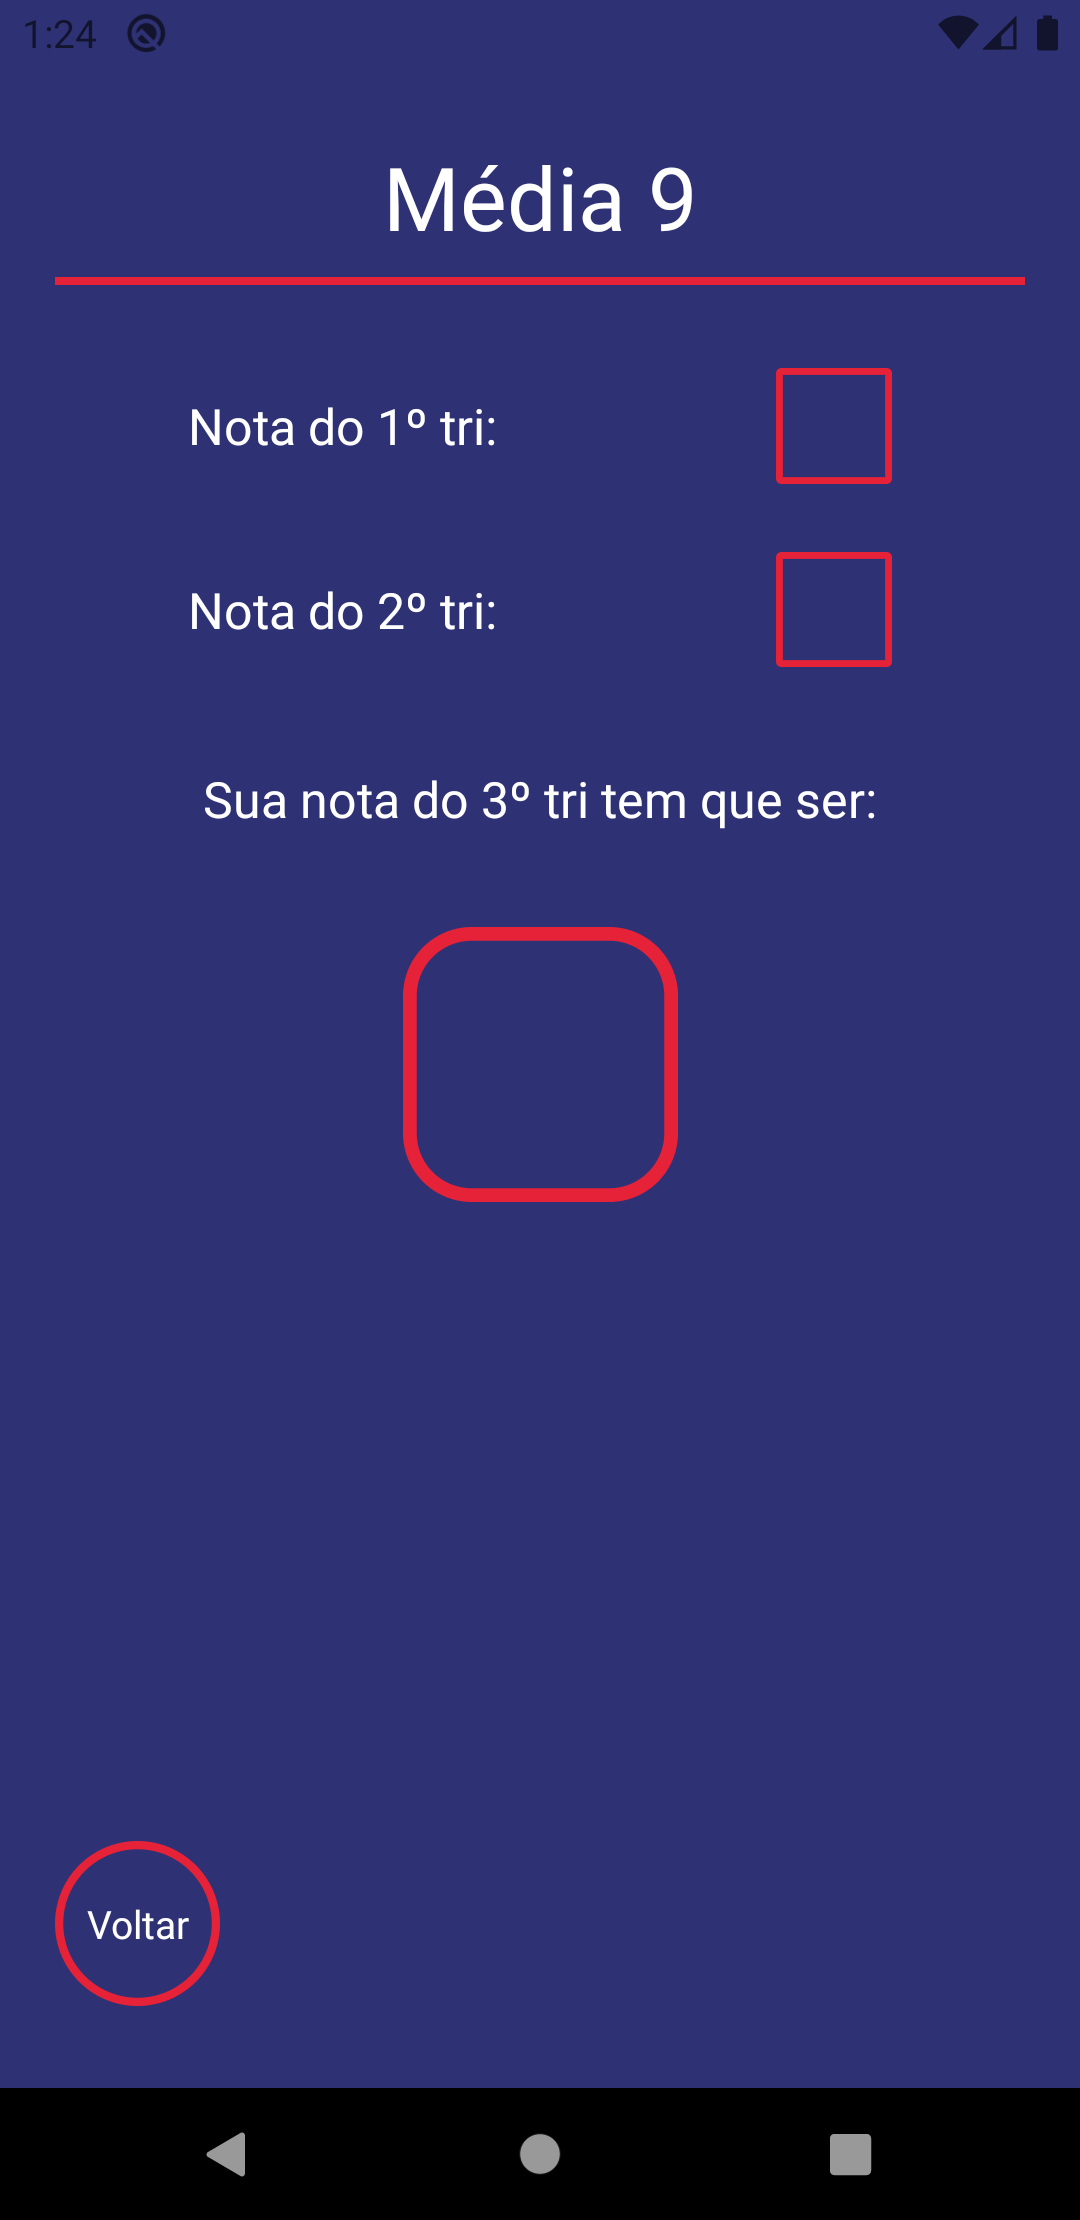 1:24
Média 9
Nota do 1º tri:
Nota do 2º tri:
Sua nota do 3º tri tem que ser:
Voltar